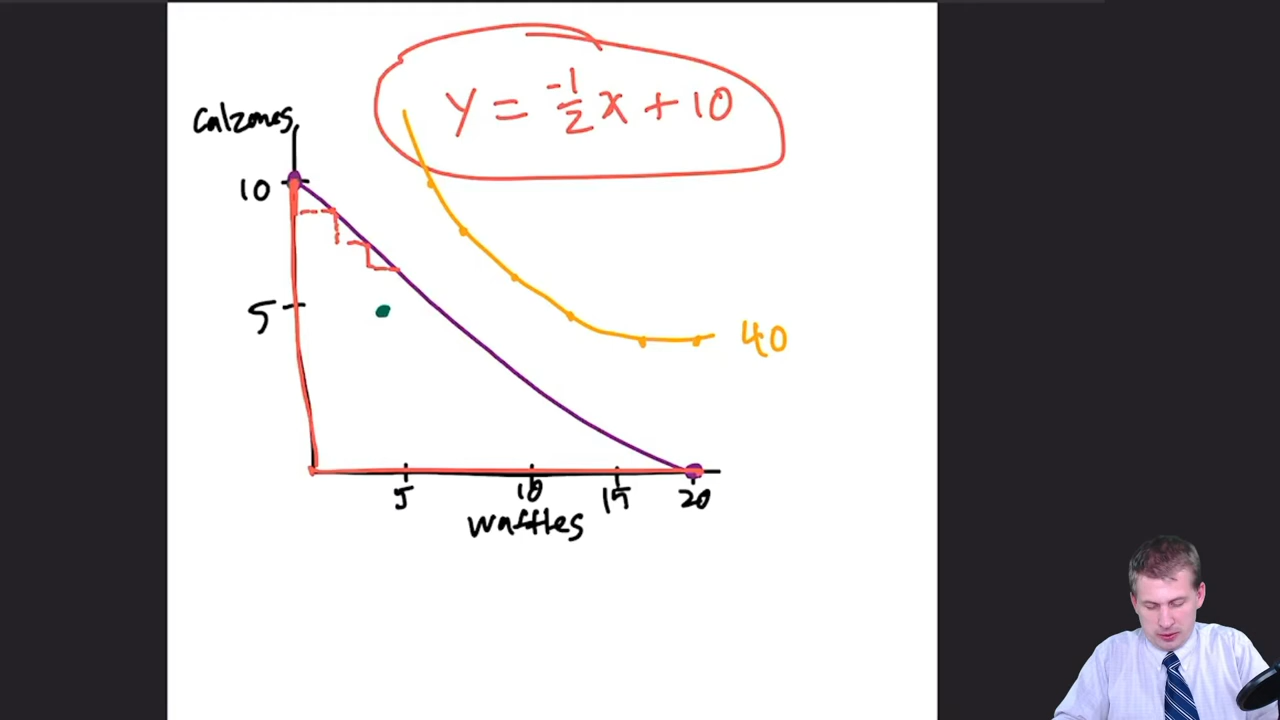 y = -1/2 x + 10
Calzones
10
5
40
5 10 15 20
waffles